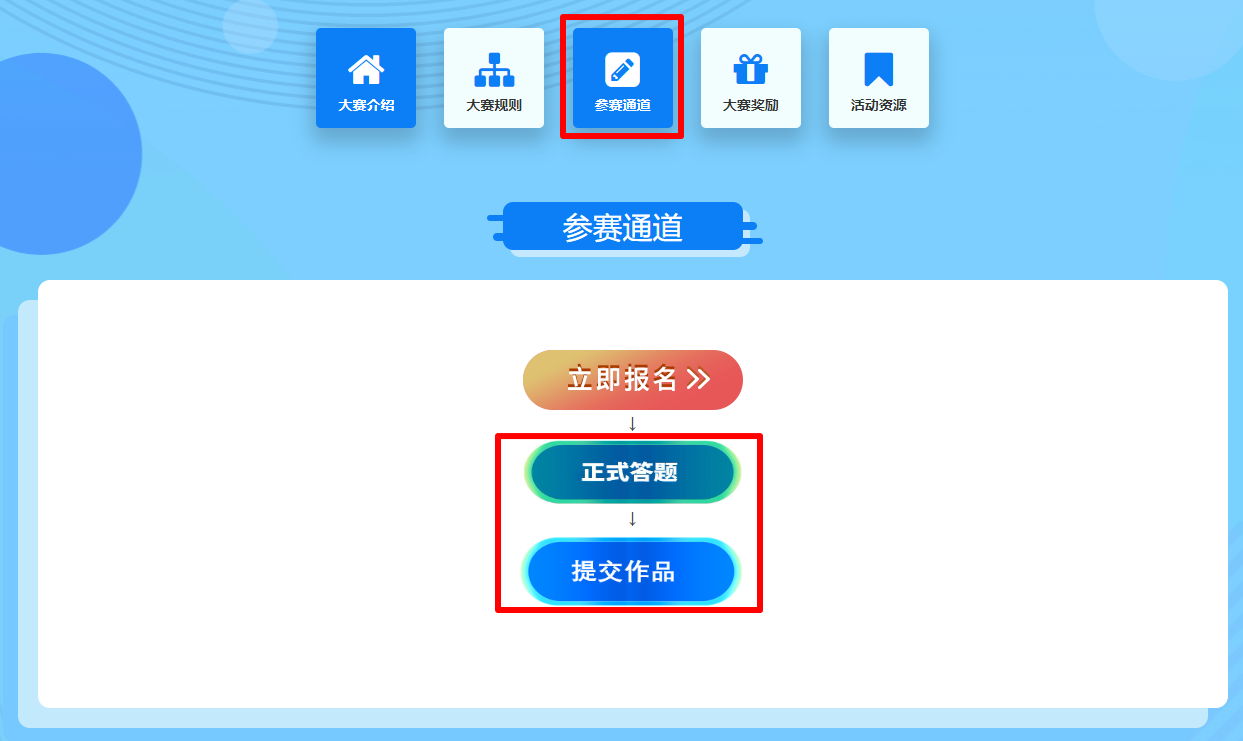 大赛介绍
大赛规则
参赛通道
大赛奖励
活动资源
参赛通道
立即报名
↓
正式答题
↓
提交作品